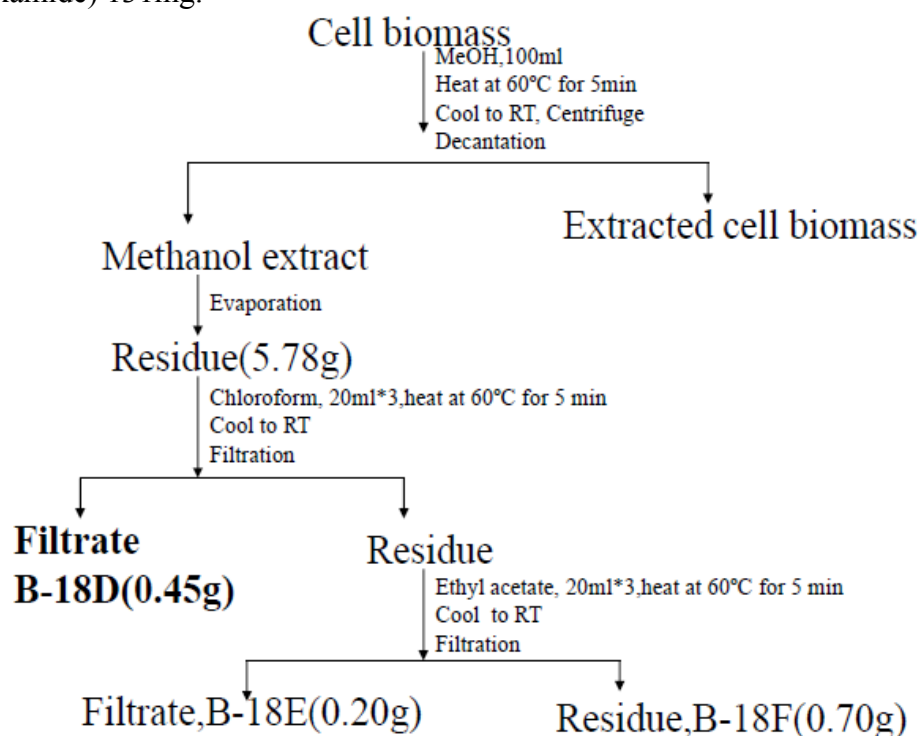 amide) 151mg.
Cell biomass
MeOH,100ml
Heat at 60℃ for 5min
Cool to RT, Centrifuge
Decantation
Extracted cell biomass
Methanol extract
Evaporation
Residue(5.78g)
Chloroform, 20ml*3,heat at 60℃ for 5 min
Cool to RT
Filtration
Filtrate
B-18D(0.45g)
Residue
Ethyl acetate, 20ml*3,heat at 60℃ for 5 min
Cool to RT
Filtration
Filtrate,B-18E(0.20g)
Residue,B-18F(0.70g)